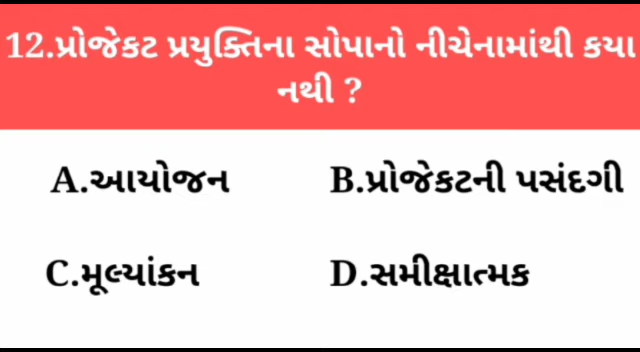 12.પ્રોજેકટ પ્રયુક્તિના સોપાનો નીચેનામાંથી કયા
નથી ?
A.આયોજન
B.પ્રોજેકટની પસંદગી
C.મૂલ્યાંકન
D.સમીક્ષાત્મક